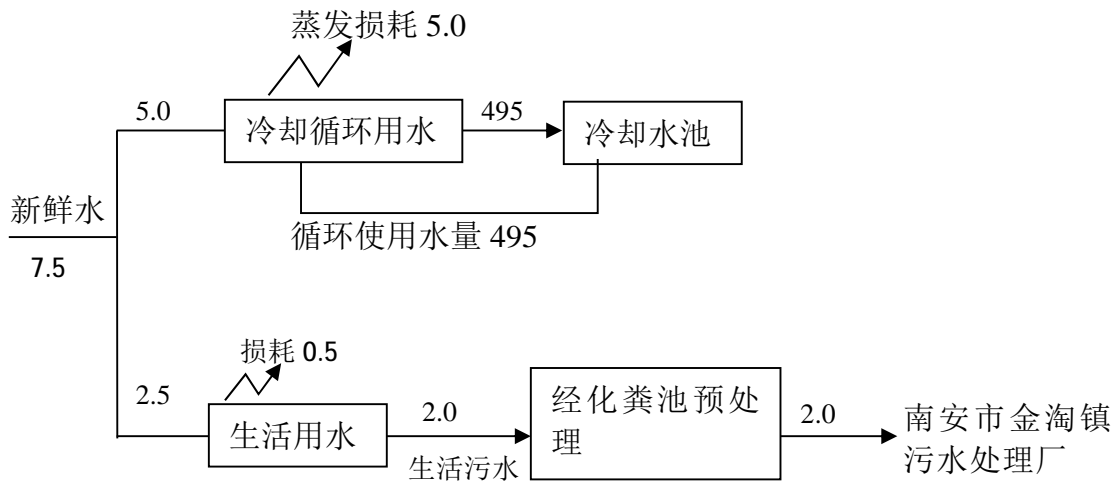 蒸发损耗 5.0
5.0
冷却循环用水
495
冷却水池
新鲜水
7.5
循环使用水量 495
损耗 0.5
2.5
生活用水
2.0
生活污水
经化粪池预处
理
2.0
南安市金淘镇
污水处理厂